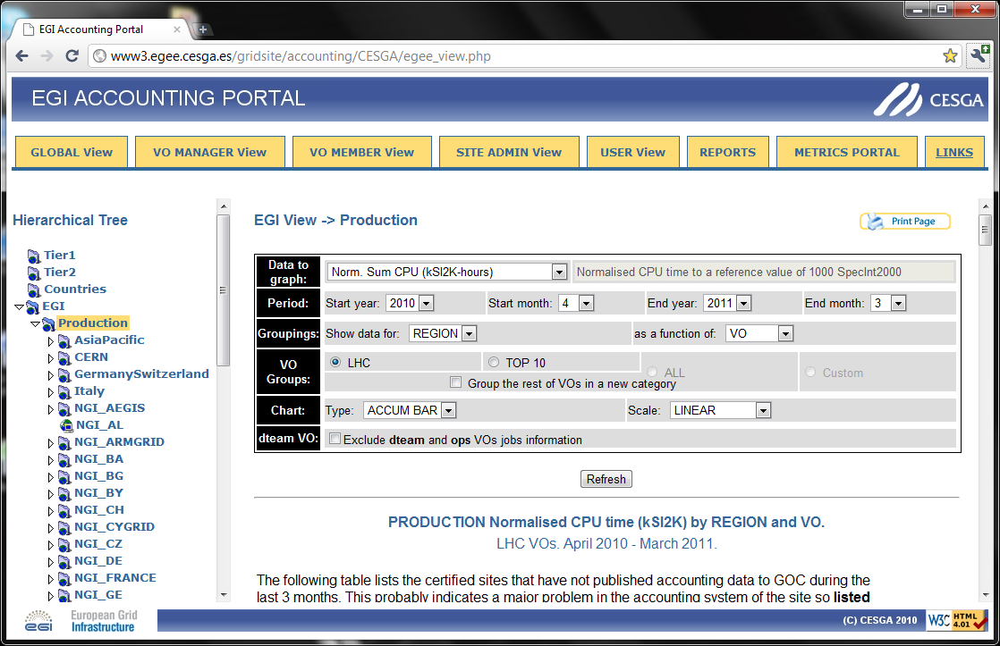 EGI Accounting Portal
www3.egee.cesga.es/gridsite/accounting/CESGA/egee_view.php
EGI ACCOUNTING PORTAL
CESGA
GLOBAL View
VO MANAGER View
VO MEMBER View
SITE ADMIN View
USER View
REPORTS
METRICS PORTAL
LINKS
Hierarchical Tree
Tier1
Tier2
Countries
EGI
Production
AsiaPacific
CERN
GermanySwitzerland
Italy
NGI_AEGIS
NGI_AL
NGI_ARMGRID
NGI_BA
NGI_BG
NGI_BY
NGI_CH
NGI_CYGRID
NGI_CZ
NGI_DE
NGI_FRANCE
NGI_GE
EGI View -> Production
Print Page
Data to graph: Norm. Sum CPU (kSI2K-hours) Normalised CPU time to a reference value of 1000 SpecInt2000
Period: Start year: 2010 Start month: 4 End year: 2011 End month: 3
Groupings: Show data for: REGION as a function of: VO
VO Groups: LHC TOP 10 ALL Custom
Group the rest of VOs in a new category
Chart: Type: ACCUM BAR Scale: LINEAR
dteam VO: Exclude dteam and ops VOs jobs information
Refresh
PRODUCTION Normalised CPU time (kSI2K) by REGION and VO.
LHC VOs. April 2010 - March 2011.
The following table lists the certified sites that have not published accounting data to GOC during the
last 3 months. This probably indicates a major problem in the accounting system of the site so listed
egi
European Grid
Infrastructure
(C) CESGA 2010
W3C HTML 4.01